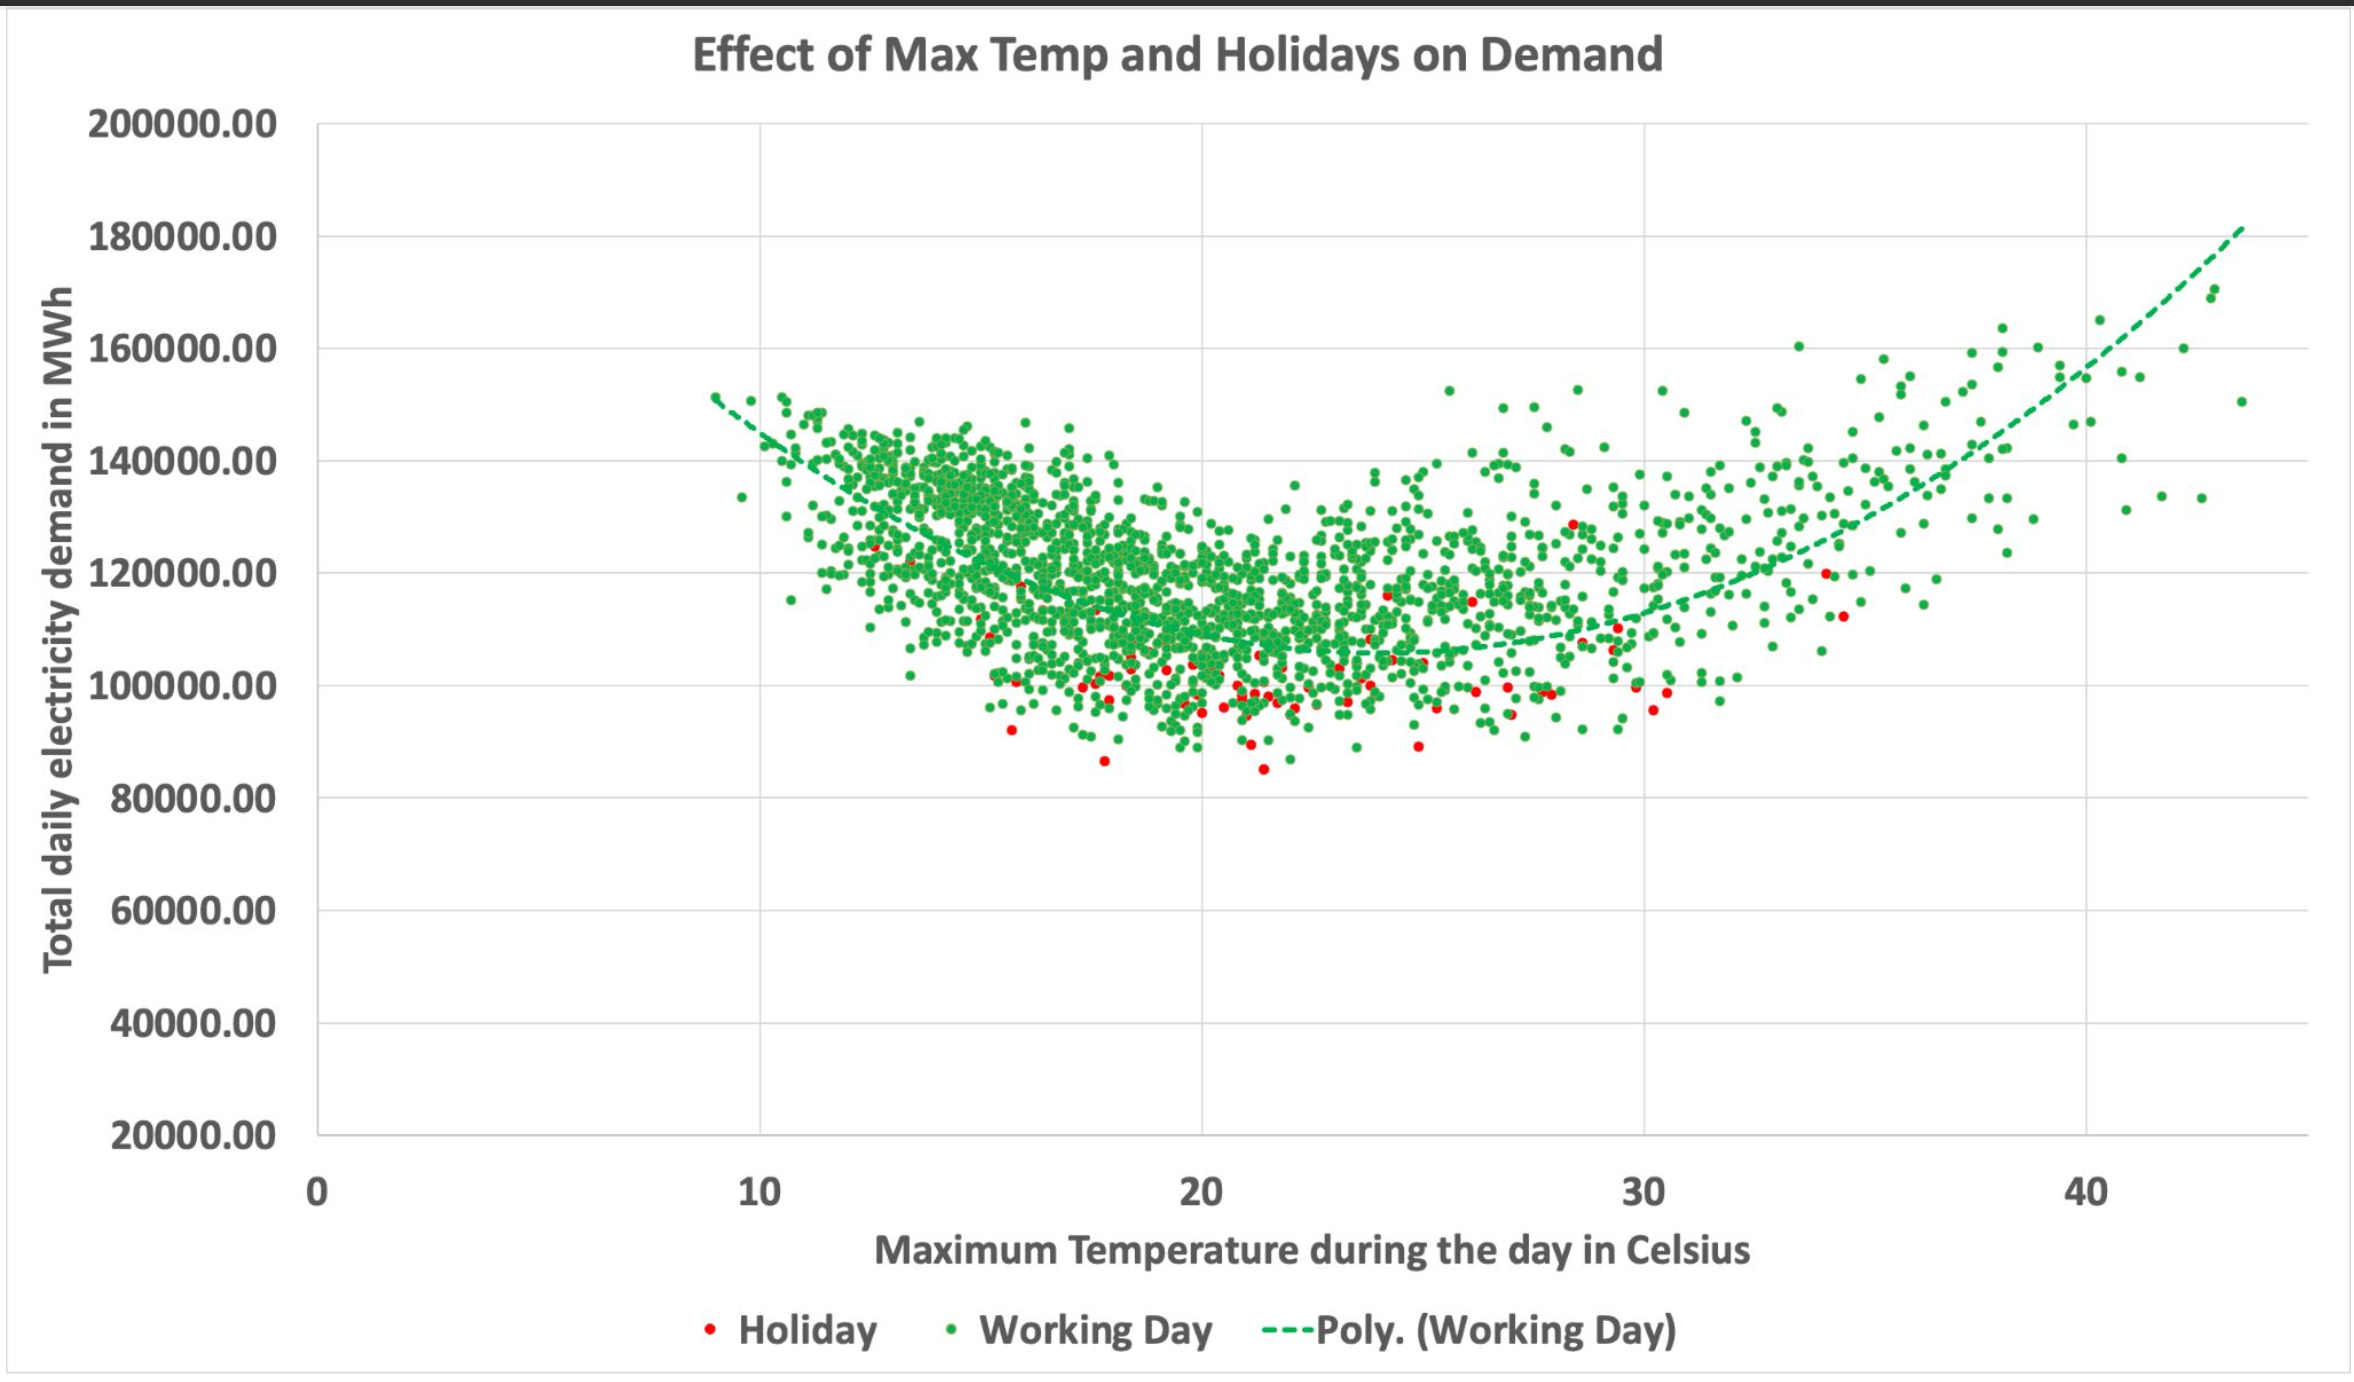 Effect of Max Temp and Holidays on Demand
Total daily electricity demand in MWh
200000.00
180000.00
160000.00
140000.00
120000.00
100000.00
80000.00
60000.00
40000.00
20000.00
0 10 20 30 40
Maximum Temperature during the day in Celsius
Holiday Working Day Poly. (Working Day)